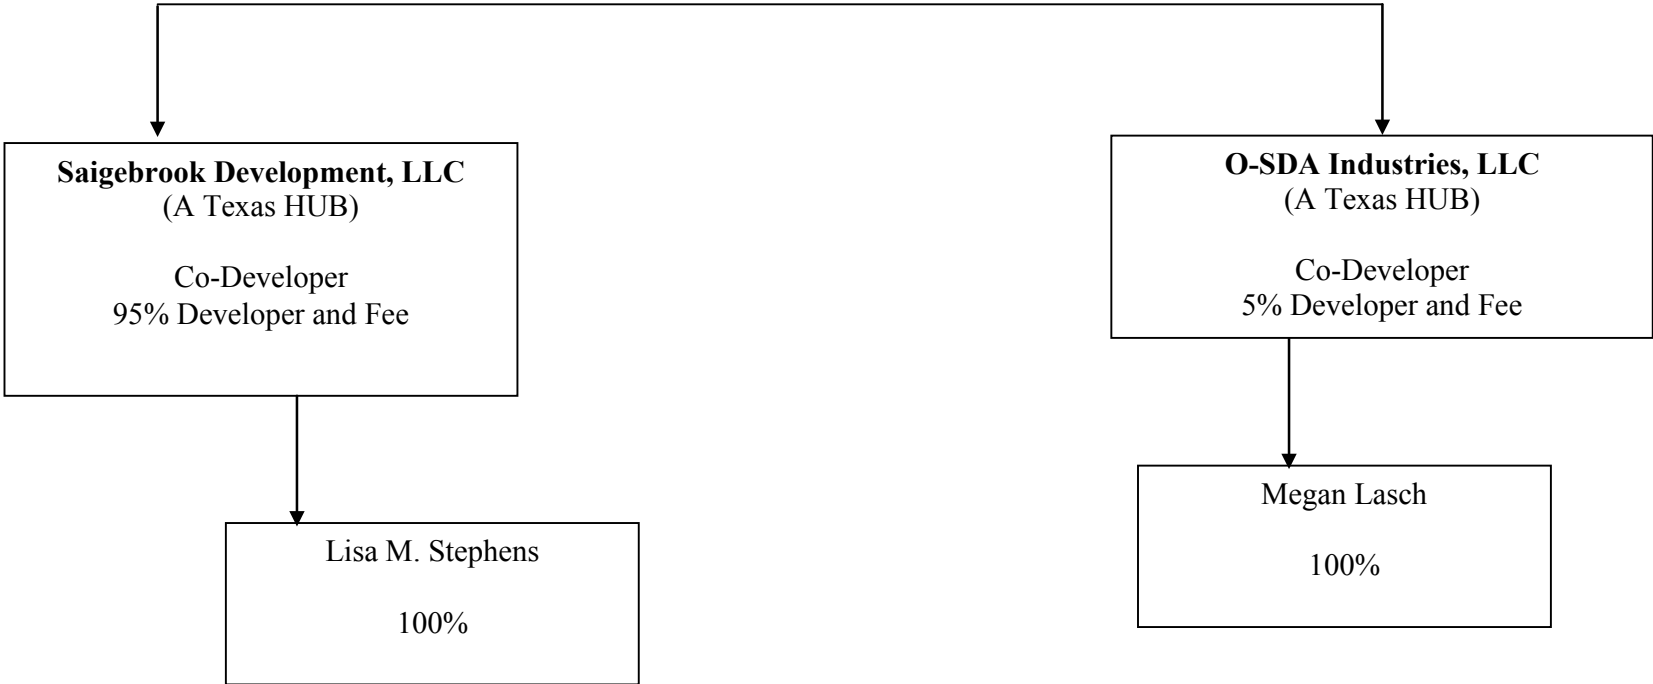 Saigebrook Development, LLC
(A Texas HUB)
Co-Developer
95% Developer and Fee
O-SDA Industries, LLC
(A Texas HUB)
Co-Developer
5% Developer and Fee
Lisa M. Stephens
100%
Megan Lasch
100%